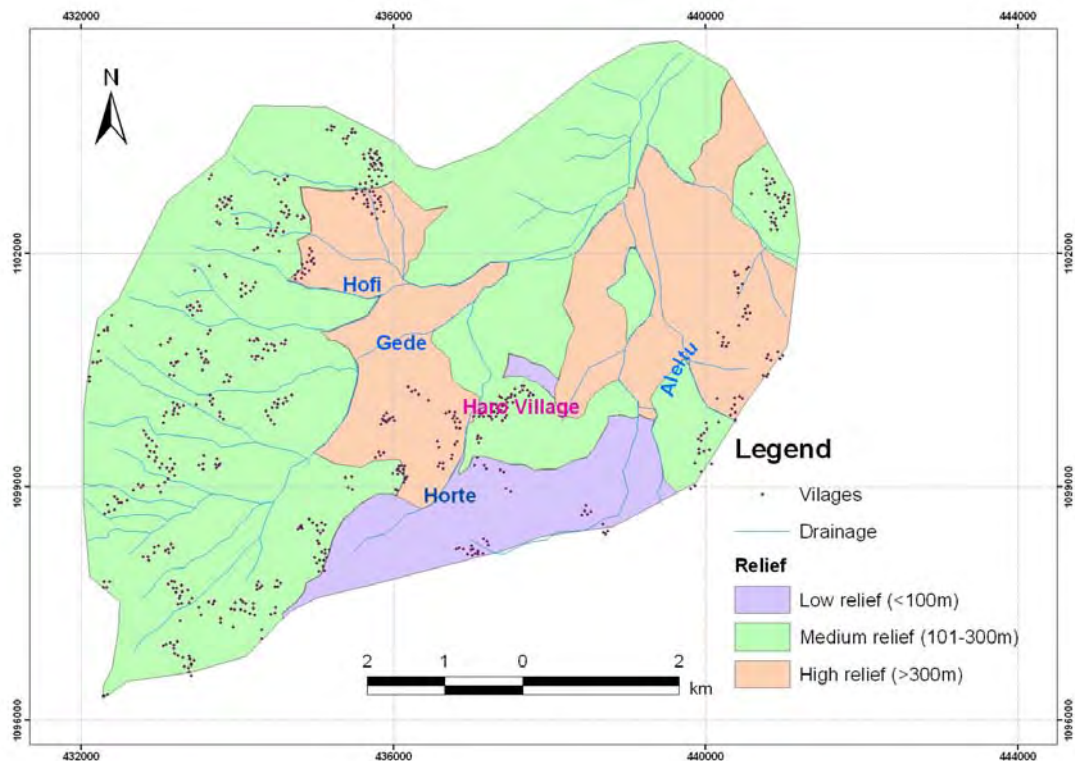 432000
436000
440000
444000
N
1102000
1102000
Hofi
Gede
Aleltu
Haro Village
Legend
1099000
Horte
1099000
Vilages
Drainage
Relief
Low relief (<100m)
Medium relief (101-300m)
High relief (>300m)
2 1 0 2
km
1096000
1096000
432000
436000
440000
444000